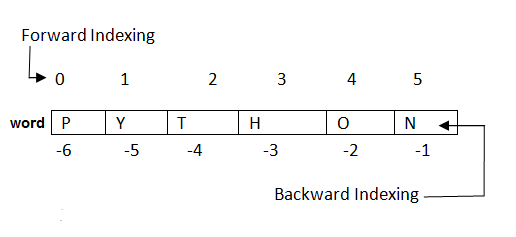 Forward Indexing
0 1 2 3 4 5
word P Y T H O N
-6 -5 -4 -3 -2 -1
Backward Indexing